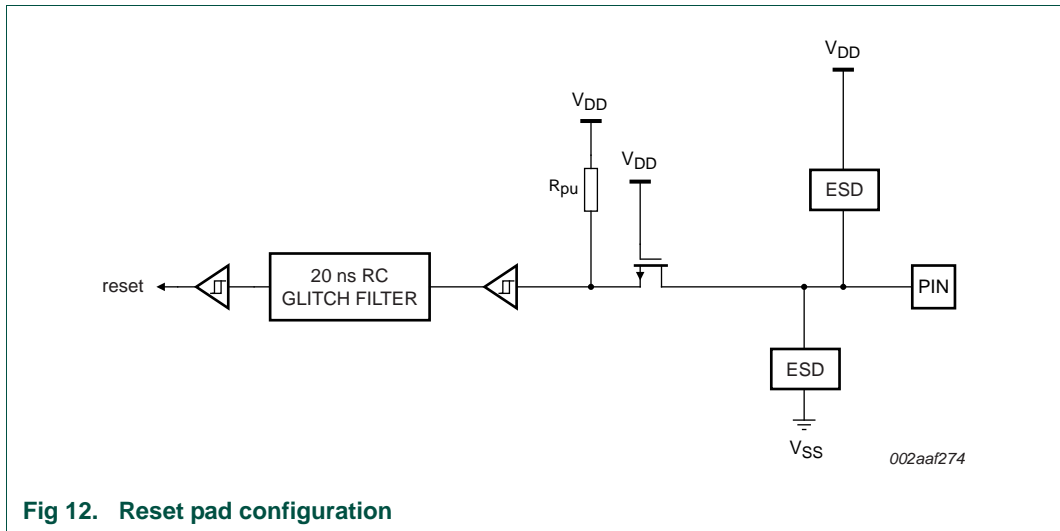 VDD
VDD
VDD
Rpu
ESD
reset
20 ns RC
GLITCH FILTER
PIN
ESD
VSS
002aaf274
Fig 12. Reset pad configuration